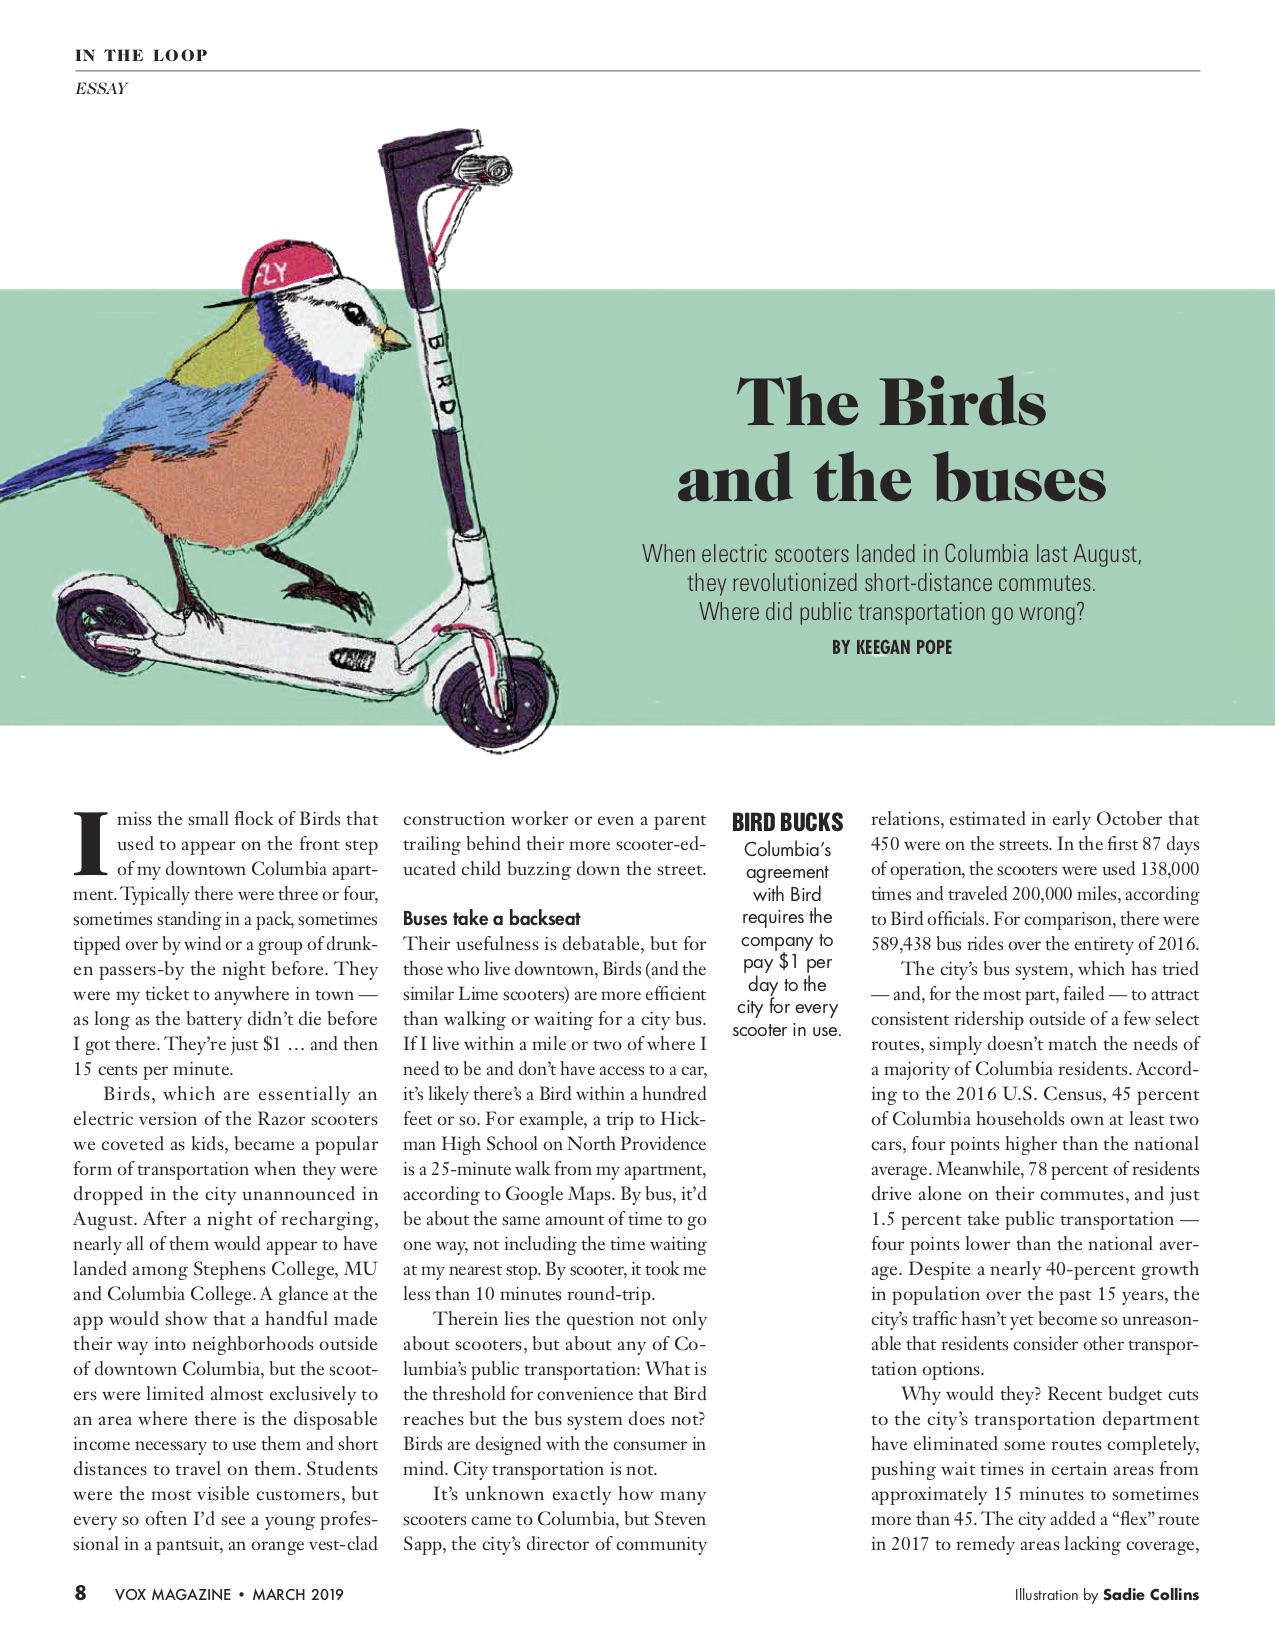 IN THE LOOP
ESSAY
FLY
BIRD
The Birds
and the buses
When electric scooters landed in Columbia last August,
they revolutionized short-distance commutes.
Where did public transportation go wrong?
BY KEEGAN POPE
I miss the small flock of Birds that
used to appear on the front step
of my downtown Columbia apart-
ment. Typically there were three or four,
sometimes standing in a pack, sometimes
tipped over by wind or a group of drunk-
en passers-by the night before. They
were my ticket to anywhere in town —
as long as the battery didn’t die before
I got there. They’re just $1 … and then
15 cents per minute.
Birds, which are essentially an
electric version of the Razor scooters
we coveted as kids, became a popular
form of transportation when they were
dropped in the city unannounced in
August. After a night of recharging,
nearly all of them would appear to have
landed among Stephens College, MU
and Columbia College. A glance at the
app would show that a handful made
their way into neighborhoods outside
of downtown Columbia, but the scoot-
ers were limited almost exclusively to
an area where there is the disposable
income necessary to use them and short
distances to travel on them. Students
were the most visible customers, but
every so often I’d see a young profes-
sional in a pantsuit, an orange vest-clad
construction worker or even a parent
trailing behind their more scooter-ed-
ucated child buzzing down the street.
Buses take a backseat
Their usefulness is debatable, but for
those who live downtown, Birds (and the
similar Lime scooters) are more efficient
than walking or waiting for a city bus.
If I live within a mile or two of where I
need to be and don’t have access to a car,
it’s likely there’s a Bird within a hundred
feet or so. For example, a trip to Hick-
man High School on North Providence
is a 25-minute walk from my apartment,
according to Google Maps. By bus, it’d
be about the same amount of time to go
one way, not including the time waiting
at my nearest stop. By scooter, it took me
less than 10 minutes round-trip.
Therein lies the question not only
about scooters, but about any of Co-
lumbia’s public transportation: What is
the threshold for convenience that Bird
reaches but the bus system does not?
Birds are designed with the consumer in
mind. City transportation is not.
It’s unknown exactly how many
scooters came to Columbia, but Steven
Sapp, the city’s director of community
BIRD BUCKS
Columbia’s
agreement
with Bird
requires the
company to
pay $1 per
day to the
city for every
scooter in use.
relations, estimated in early October that
450 were on the streets. In the first 87 days
of operation, the scooters were used 138,000
times and traveled 200,000 miles, according
to Bird officials. For comparison, there were
589,438 bus rides over the entirety of 2016.
The city’s bus system, which has tried
— and, for the most part, failed — to attract
consistent ridership outside of a few select
routes, simply doesn’t match the needs of
a majority of Columbia residents. Accord-
ing to the 2016 U.S. Census, 45 percent
of Columbia households own at least two
cars, four points higher than the national
average. Meanwhile, 78 percent of residents
drive alone on their commutes, and just
1.5 percent take public transportation —
four points lower than the national aver-
age. Despite a nearly 40-percent growth
in population over the past 15 years, the
city’s traffic hasn’t yet become so unreason-
able that residents consider other transpor-
tation options.
Why would they? Recent budget cuts
to the city’s transportation department
have eliminated some routes completely,
pushing wait times in certain areas from
approximately 15 minutes to sometimes
more than 45. The city added a “flex” route
in 2017 to remedy areas lacking coverage,
8 VOX MAGAZINE • MARCH 2019
Illustration by Sadie Collins